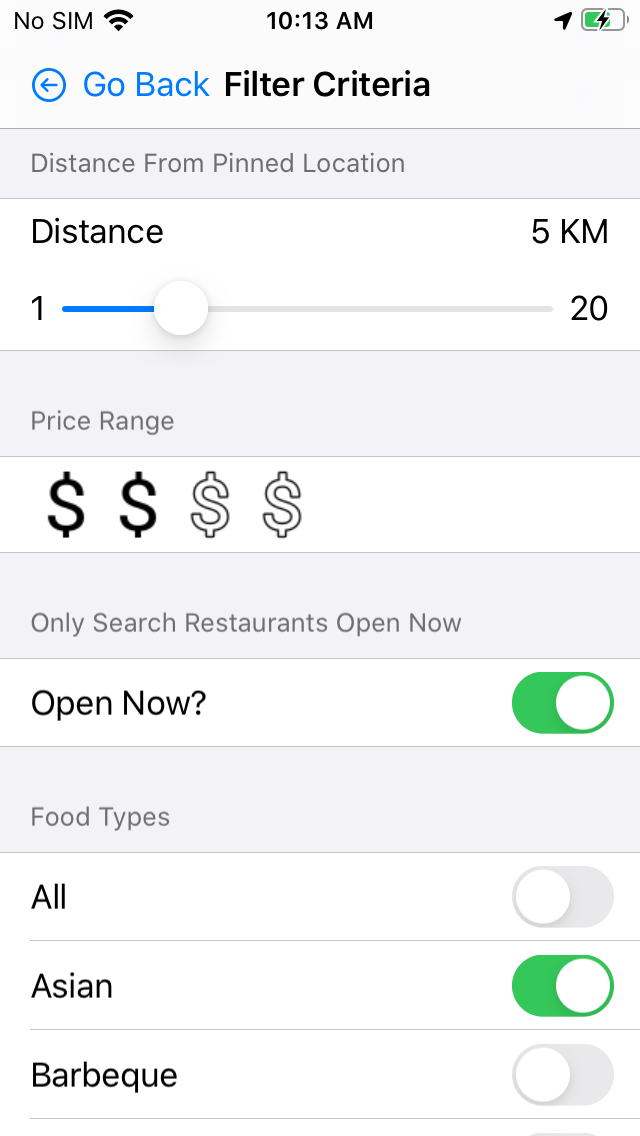 No SIM 10:13 AM
Go Back Filter Criteria
Distance From Pinned Location
Distance 5 KM
1 20
Price Range
$ $ $ $
Only Search Restaurants Open Now
Open Now?
Food Types
All
Asian
Barbeque